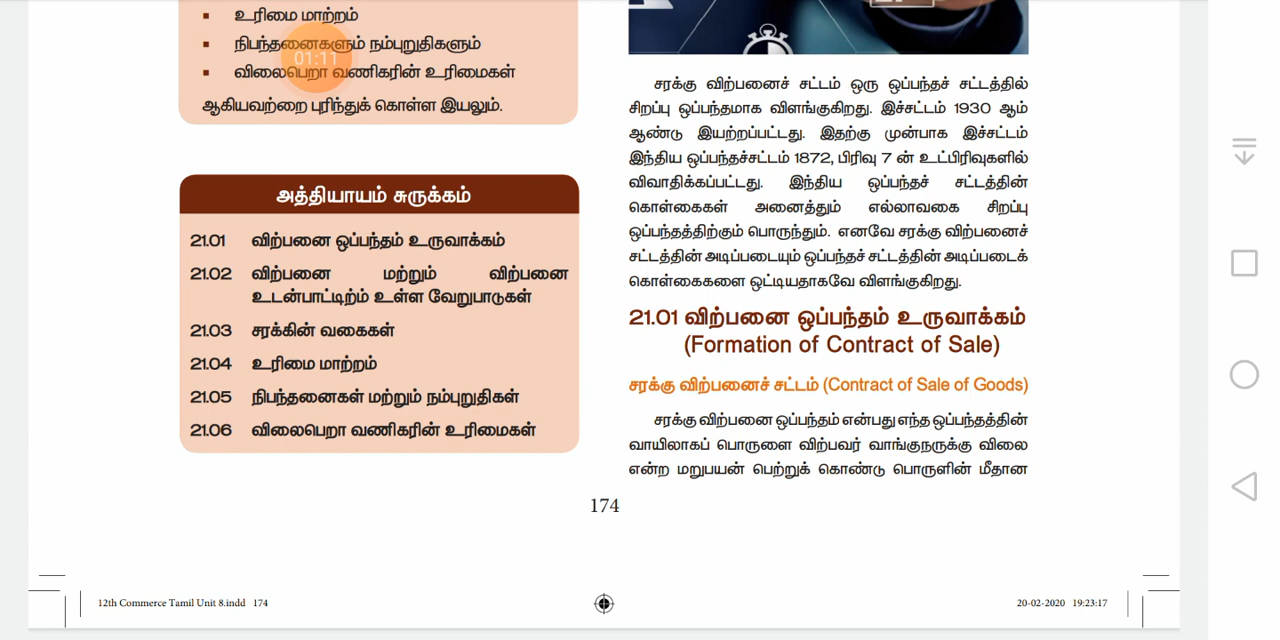 உரிமை மாற்றம்
நிபந்தனைகளும் நம்புறுதிகளும்
01:11
விலைபெறா வணிகரின் உரிமைகள்
ஆகியவற்றை புரிந்துக் கொள்ள இயலும்.
அத்தியாயம் சுருக்கம்
21.01 விற்பனை ஒப்பந்தம் உருவாக்கம்
21.02 விற்பனை மற்றும் விற்பனை
உடன்பாட்டிற்ம் உள்ள வேறுபாடுகள்
21.03 சரக்கின் வகைகள்
21.04 உரிமை மாற்றம்
21.05 நிபந்தனைகள் மற்றும் நம்புறுதிகள்
21.06 விலைபெறா வணிகரின் உரிமைகள்
சரக்கு விற்பனைச் சட்டம் ஒரு ஒப்பந்தச் சட்டத்தில்
சிறப்பு ஒப்பந்தமாக விளங்குகிறது. இச்சட்டம் 1930 ஆம்
ஆண்டு இயற்றப்பட்டது. இதற்கு முன்பாக இச்சட்டம்
இந்திய ஒப்பந்தச்சட்டம் 1872, பிரிவு 7 ன் உட்பிரிவுகளில்
விவாதிக்கப்பட்டது. இந்திய ஒப்பந்தச் சட்டத்தின்
கொள்கைகள் அனைத்தும் எல்லாவகை சிறப்பு
ஒப்பந்தத்திற்கும் பொருந்தும். எனவே சரக்கு விற்பனைச்
சட்டத்தின் அடிப்படையும் ஒப்பந்தச் சட்டத்தின் அடிப்படைக்
கொள்கைகளை ஒட்டியதாகவே விளங்குகிறது.
21.01 விற்பனை ஒப்பந்தம் உருவாக்கம்
(Formation of Contract of Sale)
சரக்கு விற்பனைச் சட்டம் (Contract of Sale of Goods)
சரக்கு விற்பனை ஒப்பந்தம் என்பது எந்த ஒப்பந்தத்தின்
வாயிலாகப் பொருளை விற்பவர் வாங்குநருக்கு விலை
என்ற மறுபயன் பெற்றுக் கொண்டு பொருளின் மீதான
174
12th Commerce Tamil Unit 8.indd 174
20-02-2020 19:23:17